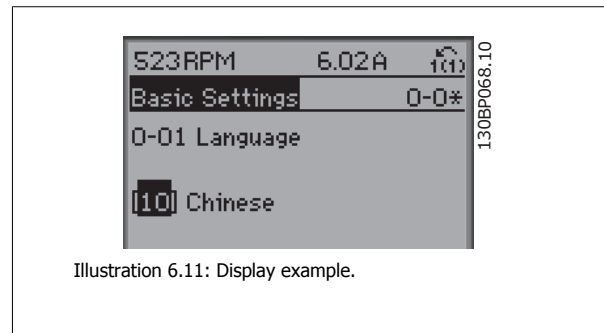 523RPM 6.02A 1(1)
Basic Settings 0-0*
0-01 Language
[10] Chinese
130BP068.10
Illustration 6.11: Display example.